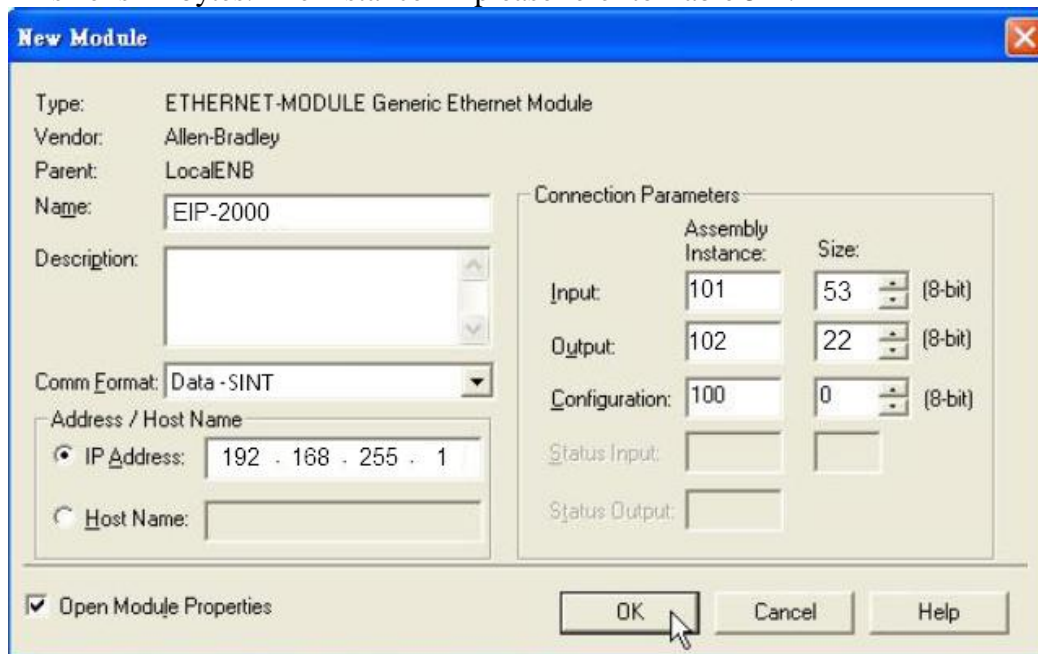 New Module
Type: ETHERNET-MODULE Generic Ethernet Module
Vendor: Allen-Bradley
Parent: LocalENB
Name: EIP-2000
Description:
Comm Format: Data -SINT
Address / Host Name
IP Address: 192 . 168 . 255 . 1
Host Name:
Connection Parameters
Assembly Instance: Size:
Input: 101 53 (8-bit)
Output: 102 22 (8-bit)
Configuration: 100 0 (8-bit)
Status Input:
Status Output:
Open Module Properties
OK Cancel Help